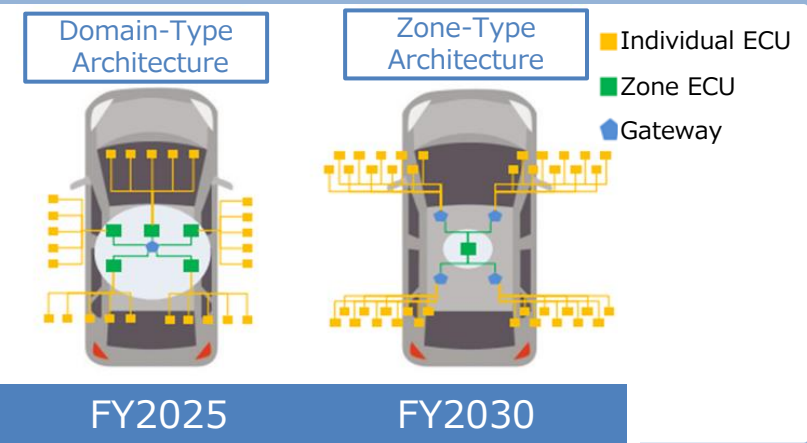 Domain-Type
Architecture
Zone-Type
Architecture
Individual ECU
Zone ECU
Gateway
FY2025
FY2030